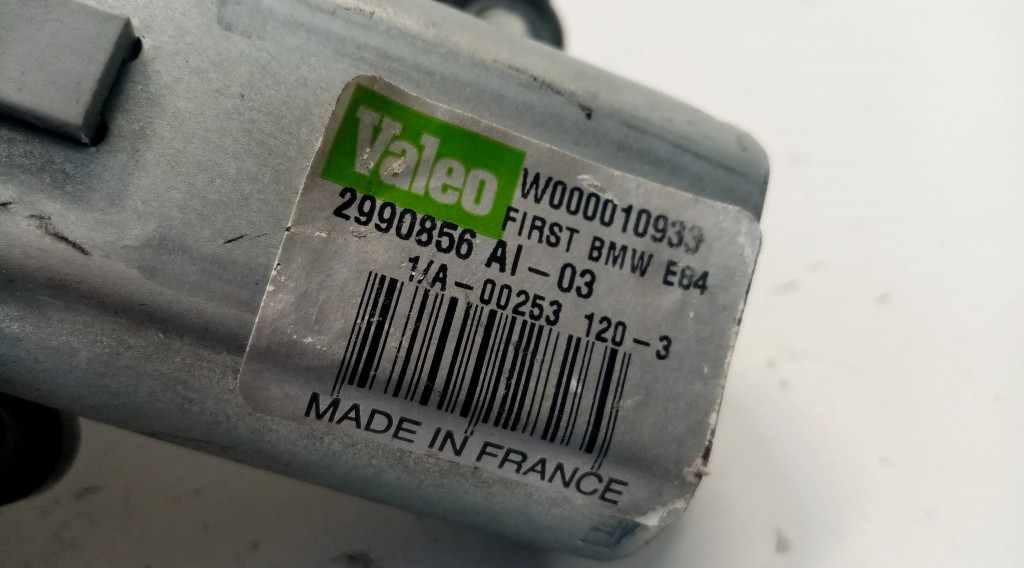 Valeo
W000010933
FIRST BMW E84
2990856 AI-03
1/A-00253 120-3
MADE IN FRANCE